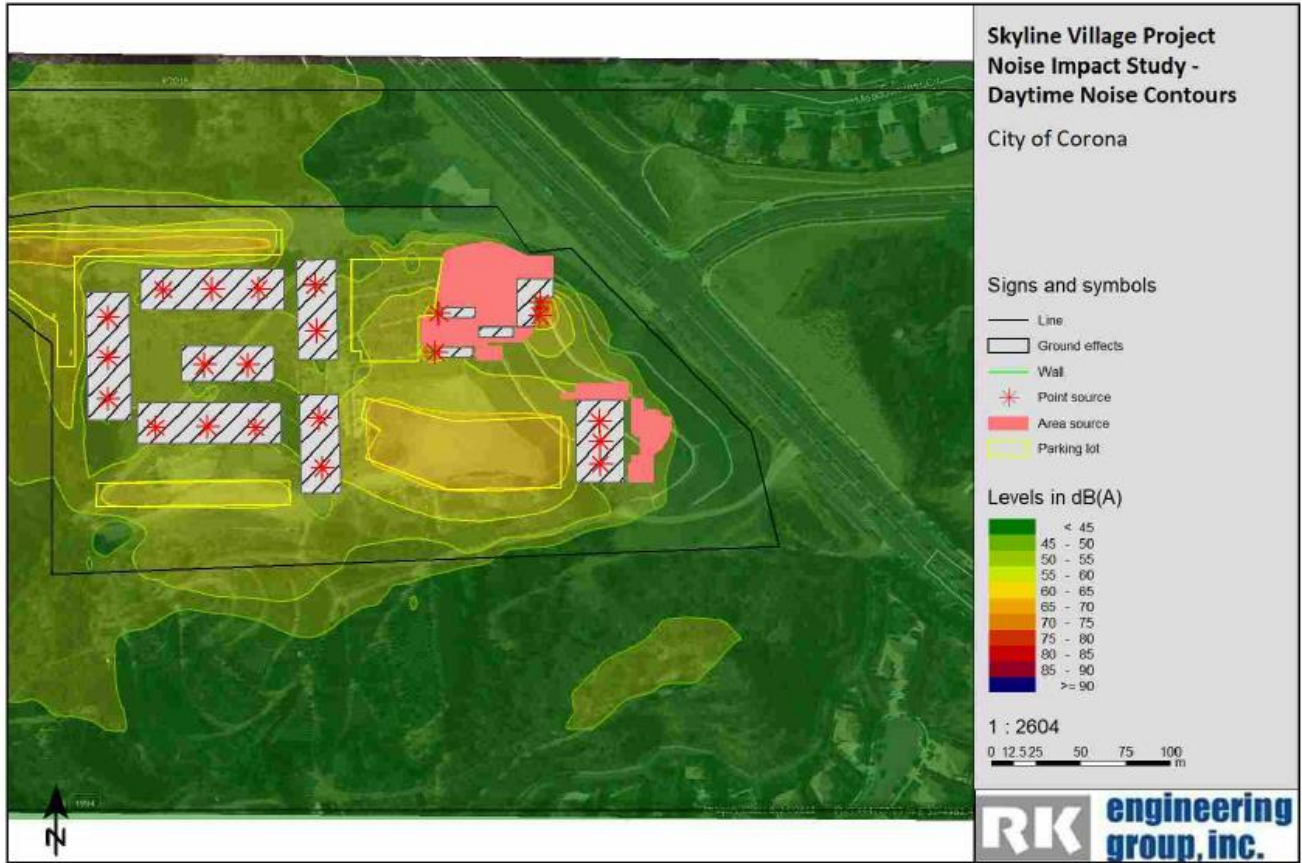 Skyline Village Project
Noise Impact Study -
Daytime Noise Contours
City of Corona
Signs and symbols
Line
Ground effects
Wall
Point source
Area source
Parking lot
Levels in dB(A)
< 45
45 - 50
50 - 55
55 - 60
60 - 65
65 - 70
70 - 75
75 - 80
80 - 85
85 - 90
>= 90
1 : 2604
0 12.525 50 75 100
m
RK engineering
group, inc.
N
1994